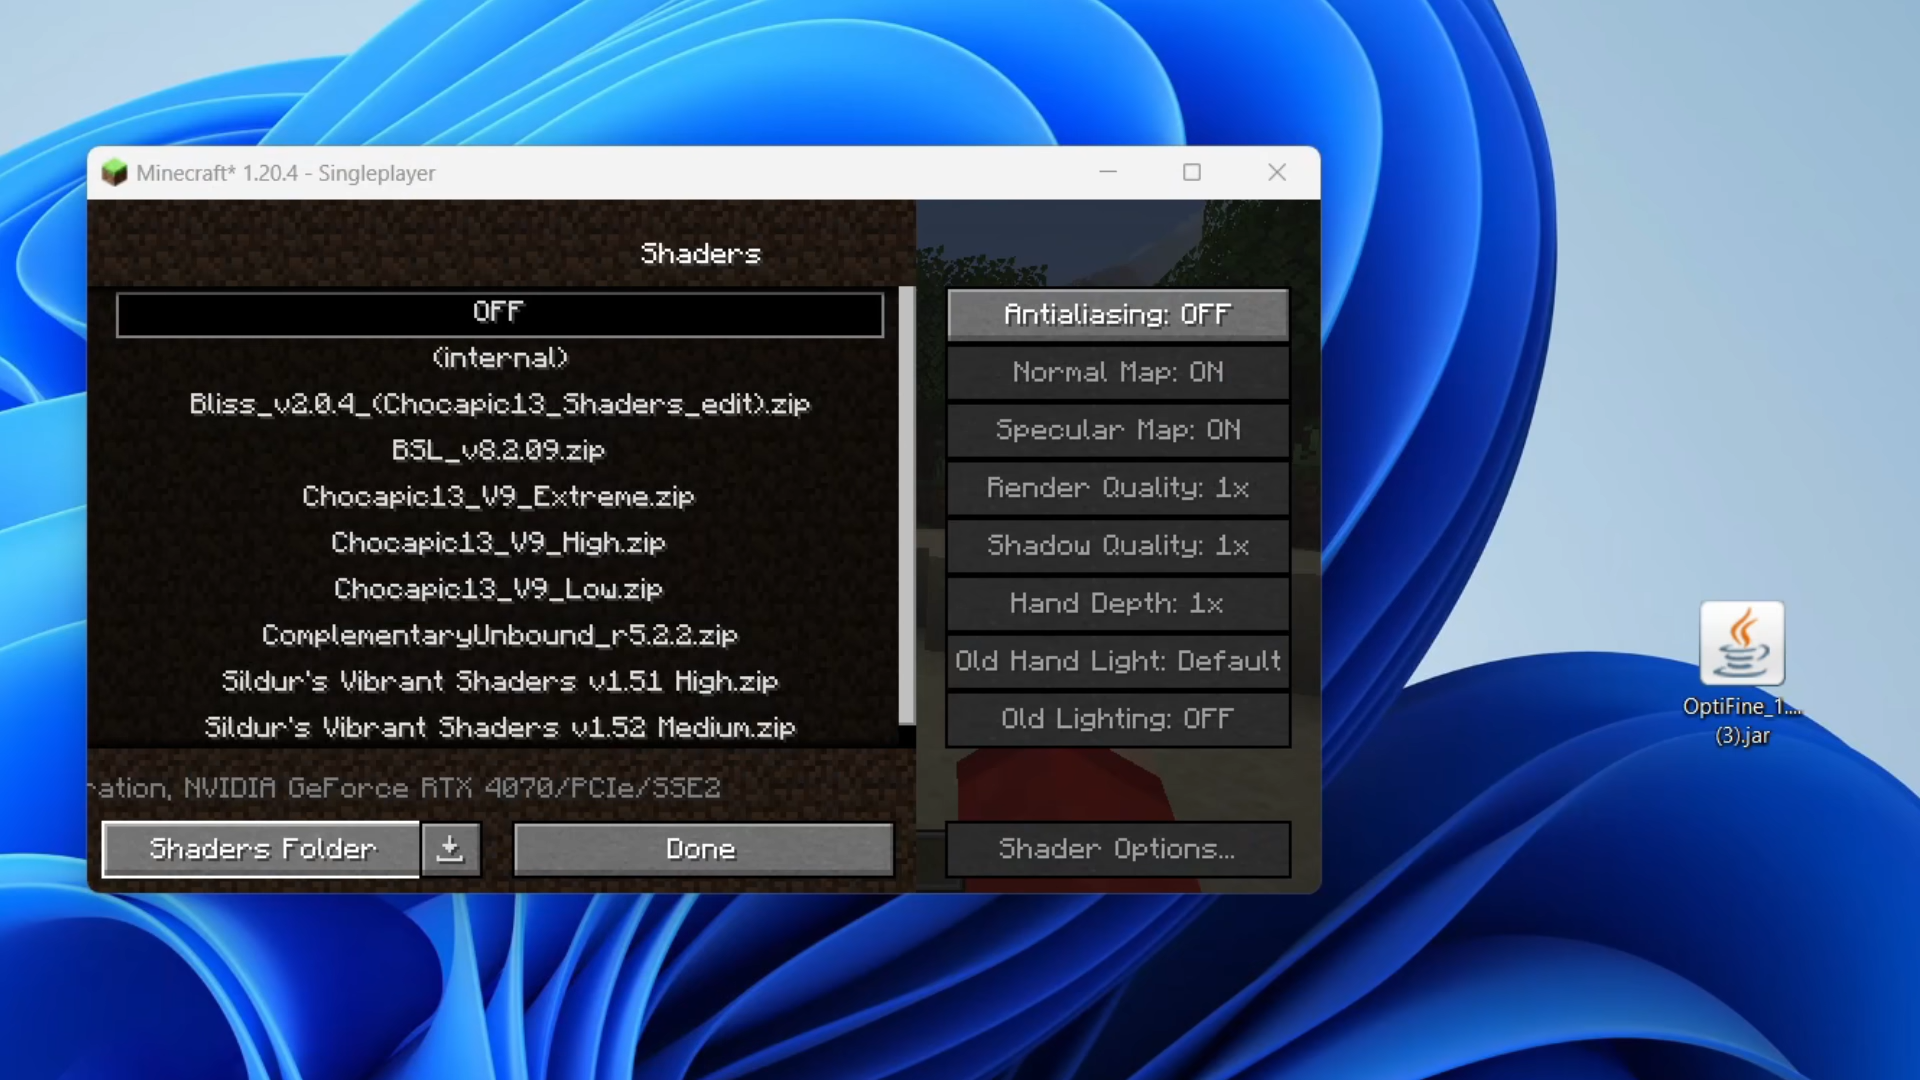 Minecraft* 1.20.4 - Singleplayer
Shaders
OFF
(internal)
Bliss_v2.0.4_(Chocapic13_Shaders_edit).zip
BSL_v8.2.09.zip
Chocapic13_V9_Extreme.zip
Chocapic13_V9_High.zip
Chocapic13_V9_Low.zip
ComplementaryUnbound_r5.2.2.zip
Sildur's Vibrant Shaders v1.51 High.zip
Sildur's Vibrant Shaders v1.52 Medium.zip
Antialiasing: OFF
Normal Map: ON
Specular Map: ON
Render Quality: 1x
Shadow Quality: 1x
Hand Depth: 1x
Old Hand Light: Default
Old Lighting: OFF
ration, NVIDIA GeForce RTX 4070/PCIe/SSE2
Shaders Folder
Done
Shader Options...
OptiFine_1....
(3).jar